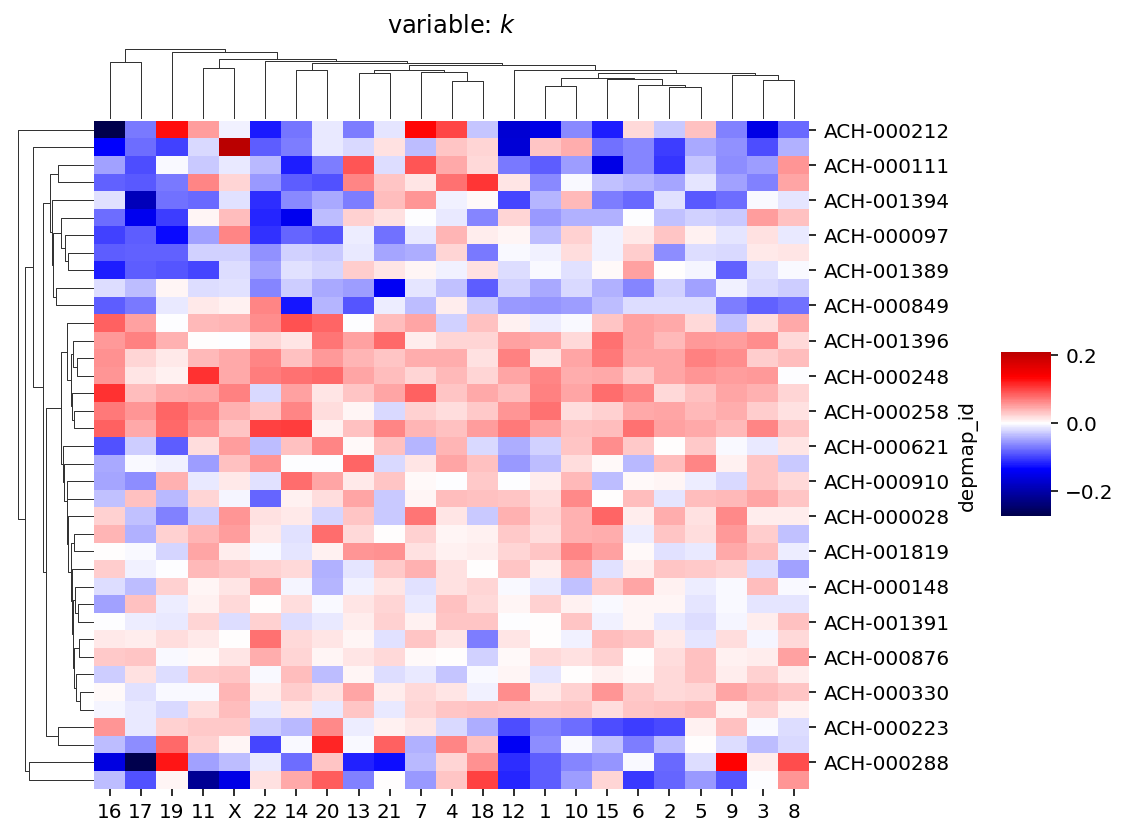 variable: k
ACH-000212
ACH-000111
ACH-001394
ACH-000097
ACH-001389
ACH-000849
ACH-001396
ACH-000248
ACH-000258
ACH-000621
ACH-000910
ACH-000028
ACH-001819
ACH-000148
ACH-001391
ACH-000876
ACH-000330
ACH-000223
ACH-000288
16 17 19 11 X 22 14 20 13 21 7 4 18 12 1 10 15 6 2 5 9 3 8
depmap_id
0.2
0.0
−0.2